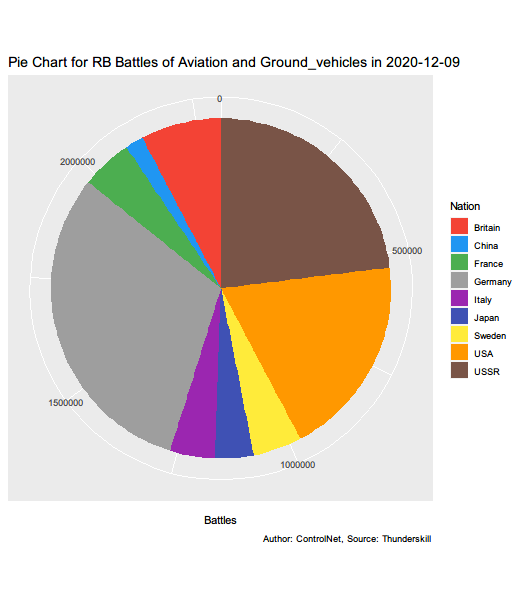 Pie Chart for RB Battles of Aviation and Ground_vehicles in 2020-12-09
0
2000000
500000
1500000
1000000
Nation
Britain
China
France
Germany
Italy
Japan
Sweden
USA
USSR
Battles
Author: ControlNet, Source: Thunderskill